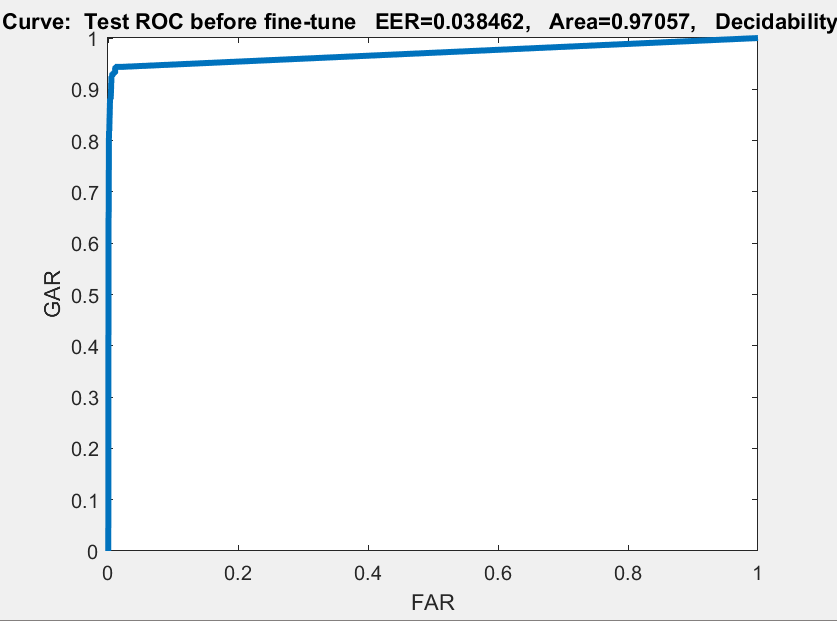 Curve: Test ROC before fine-tune EER=0.038462, Area=0.97057, Decidability
1
0.9
0.8
0.7
0.6
0.5
0.4
0.3
0.2
0.1
0
GAR
0 0.2 0.4 0.6 0.8 1
FAR